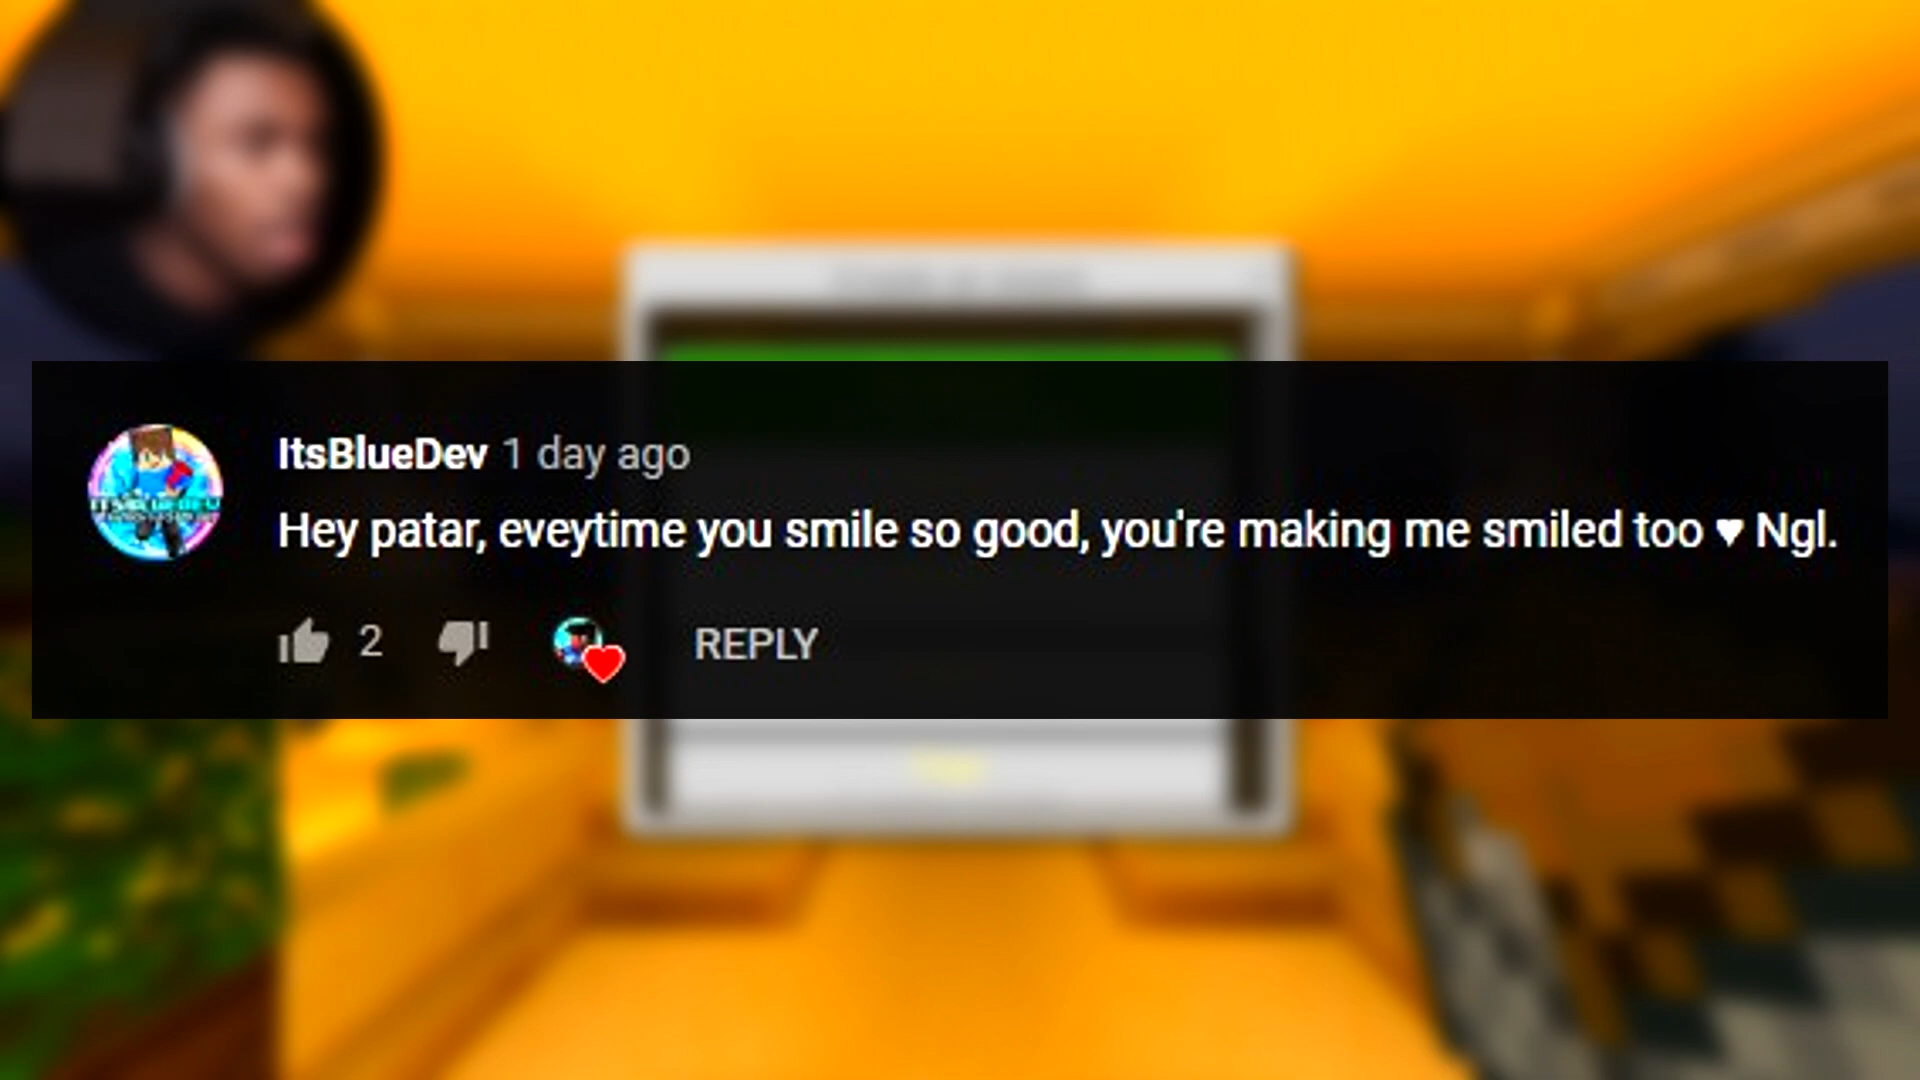 ItsBlueDev 1 day ago
Hey patar, eveytime you smile so good, you're making me smiled too ♥ Ngl.
2
REPLY